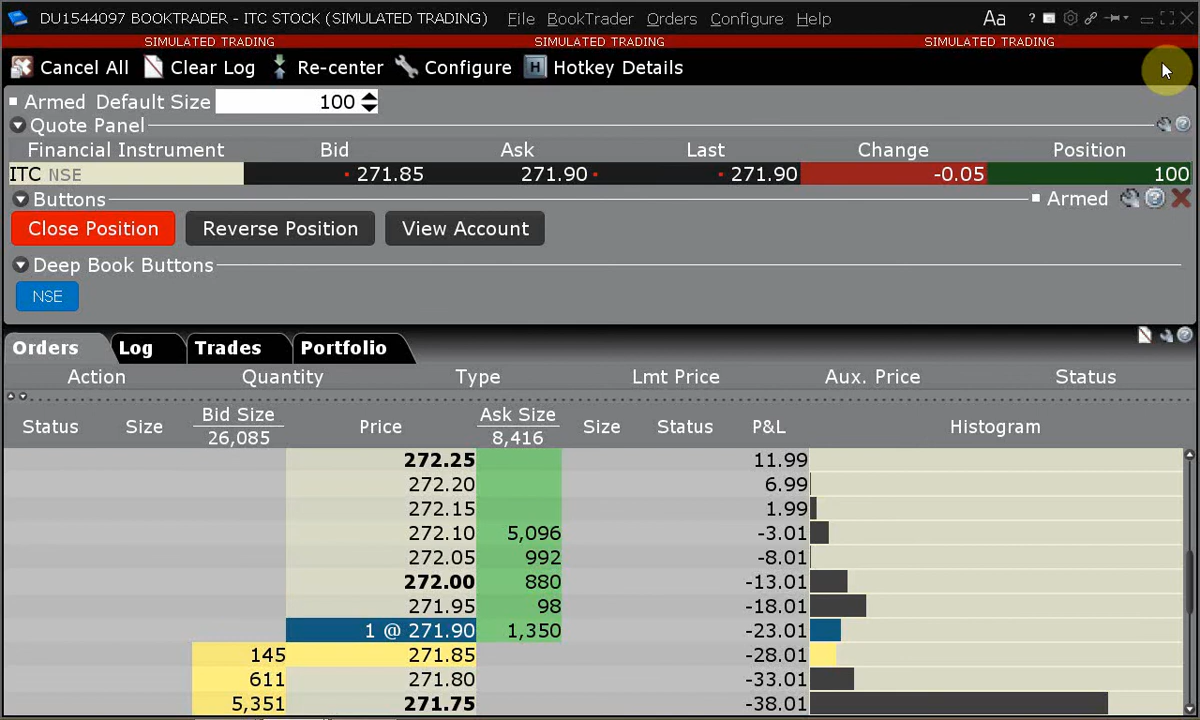 DU1544097 BOOKTRADER - ITC STOCK (SIMULATED TRADING) File BookTrader Orders Configure Help Aa ?
SIMULATED TRADING SIMULATED TRADING SIMULATED TRADING
Cancel All Clear Log Re-center Configure H Hotkey Details
Armed Default Size 100
Quote Panel ?
Financial Instrument Bid Ask Last Change Position
ITC NSE 271.85 271.90 271.90 -0.05 100
Buttons Armed ?
Close Position Reverse Position View Account
Deep Book Buttons
NSE
Orders Log Trades Portfolio ?
Action Quantity Type Lmt Price Aux. Price Status
Status Size Bid Size 26,085 Price Ask Size 8,416 Size Status P&L Histogram
272.25 11.99
272.20 6.99
272.15 1.99
272.10 5,096 -3.01
272.05 992 -8.01
272.00 880 -13.01
271.95 98 -18.01
1 @ 271.90 1,350 -23.01
145 271.85 -28.01
611 271.80 -33.01
5,351 271.75 -38.01